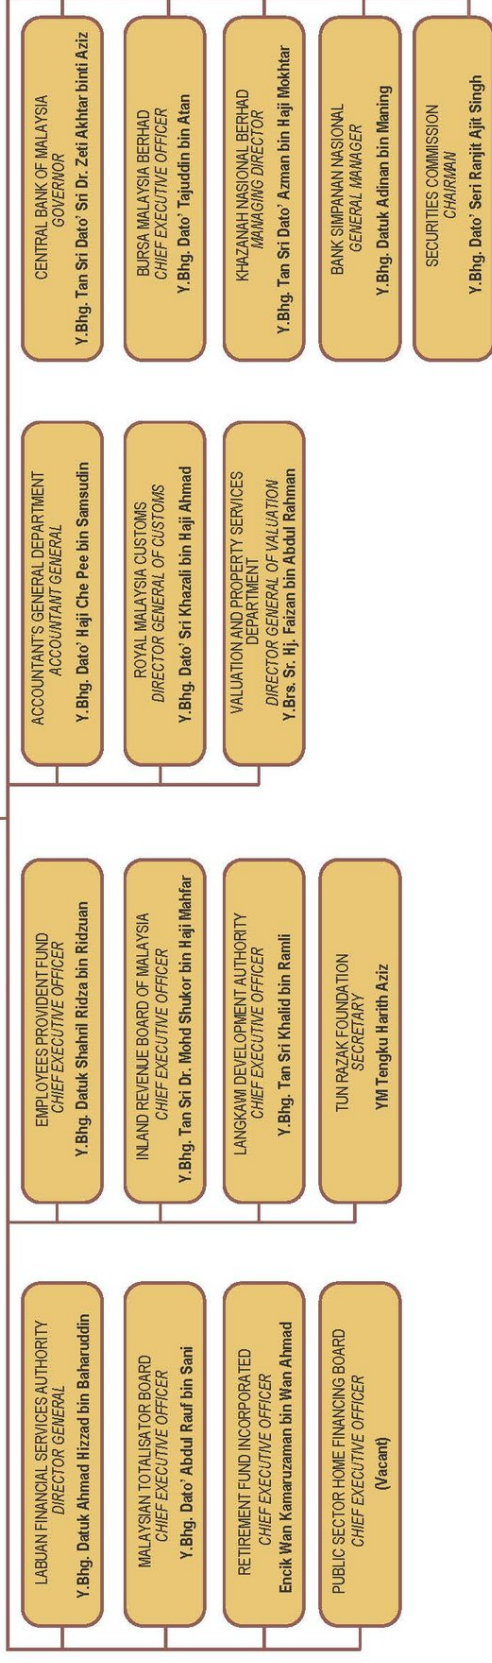 LABUAN FINANCIAL SERVICES AUTHORITY
DIRECTOR GENERAL
Y.Bhg. Datuk Ahmad Hizzad bin Baharuddin
MALAYSIAN TOTALISATOR BOARD
CHIEF EXECUTIVE OFFICER
Y.Bhg. Dato' Abdul Rauf bin Sani
RETIREMENT FUND INCORPORATED
CHIEF EXECUTIVE OFFICER
Encik Wan Kamaruzaman bin Wan Ahmad
PUBLIC SECTOR HOME FINANCING BOARD
CHIEF EXECUTIVE OFFICER
(Vacant)
EMPLOYEES PROVIDENT FUND
CHIEF EXECUTIVE OFFICER
Y.Bhg. Datuk Shahril Ridza bin Ridzuan
INLAND REVENUE BOARD OF MALAYSIA
CHIEF EXECUTIVE OFFICER
Y.Bhg. Tan Sri Dr. Mohd Shukor bin Haji Mahfar
LANGKAWI DEVELOPMENT AUTHORITY
CHIEF EXECUTIVE OFFICER
Y.Bhg. Tan Sri Khalid bin Ramli
TUN RAZAK FOUNDATION
SECRETARY
YM Tengku Harith Aziz
ACCOUNTANT'S GENERAL DEPARTMENT
ACCOUNTANT GENERAL
Y.Bhg. Dato' Haji Che Pee bin Samsudin
ROYAL MALAYSIA CUSTOMS
DIRECTOR GENERAL OF CUSTOMS
Y.Bhg. Dato' Sri Khazali bin Haji Ahmad
VALUATION AND PROPERTY SERVICES
DEPARTMENT
DIRECTOR GENERAL OF VALUATION
Y.Brs. Sr. Hj. Faizan bin Abdul Rahman
CENTRAL BANK OF MALAYSIA
GOVERNOR
Y.Bhg. Tan Sri Dato' Sri Dr. Zeti Akhtar binti Aziz
BURSA MALAYSIA BERHAD
CHIEF EXECUTIVE OFFICER
Y.Bhg. Dato' Tajuddin bin Atan
KHAZANAH NASIONAL BERHAD
MANAGING DIRECTOR
Y.Bhg. Tan Sri Dato' Azman bin Haji Mokhtar
BANK SIMPANAN NASIONAL
GENERAL MANAGER
Y.Bhg. Datuk Adinan bin Maning
SECURITIES COMMISSION
CHAIRMAN
Y.Bhg. Dato' Seri Ranjit Ajit Singh